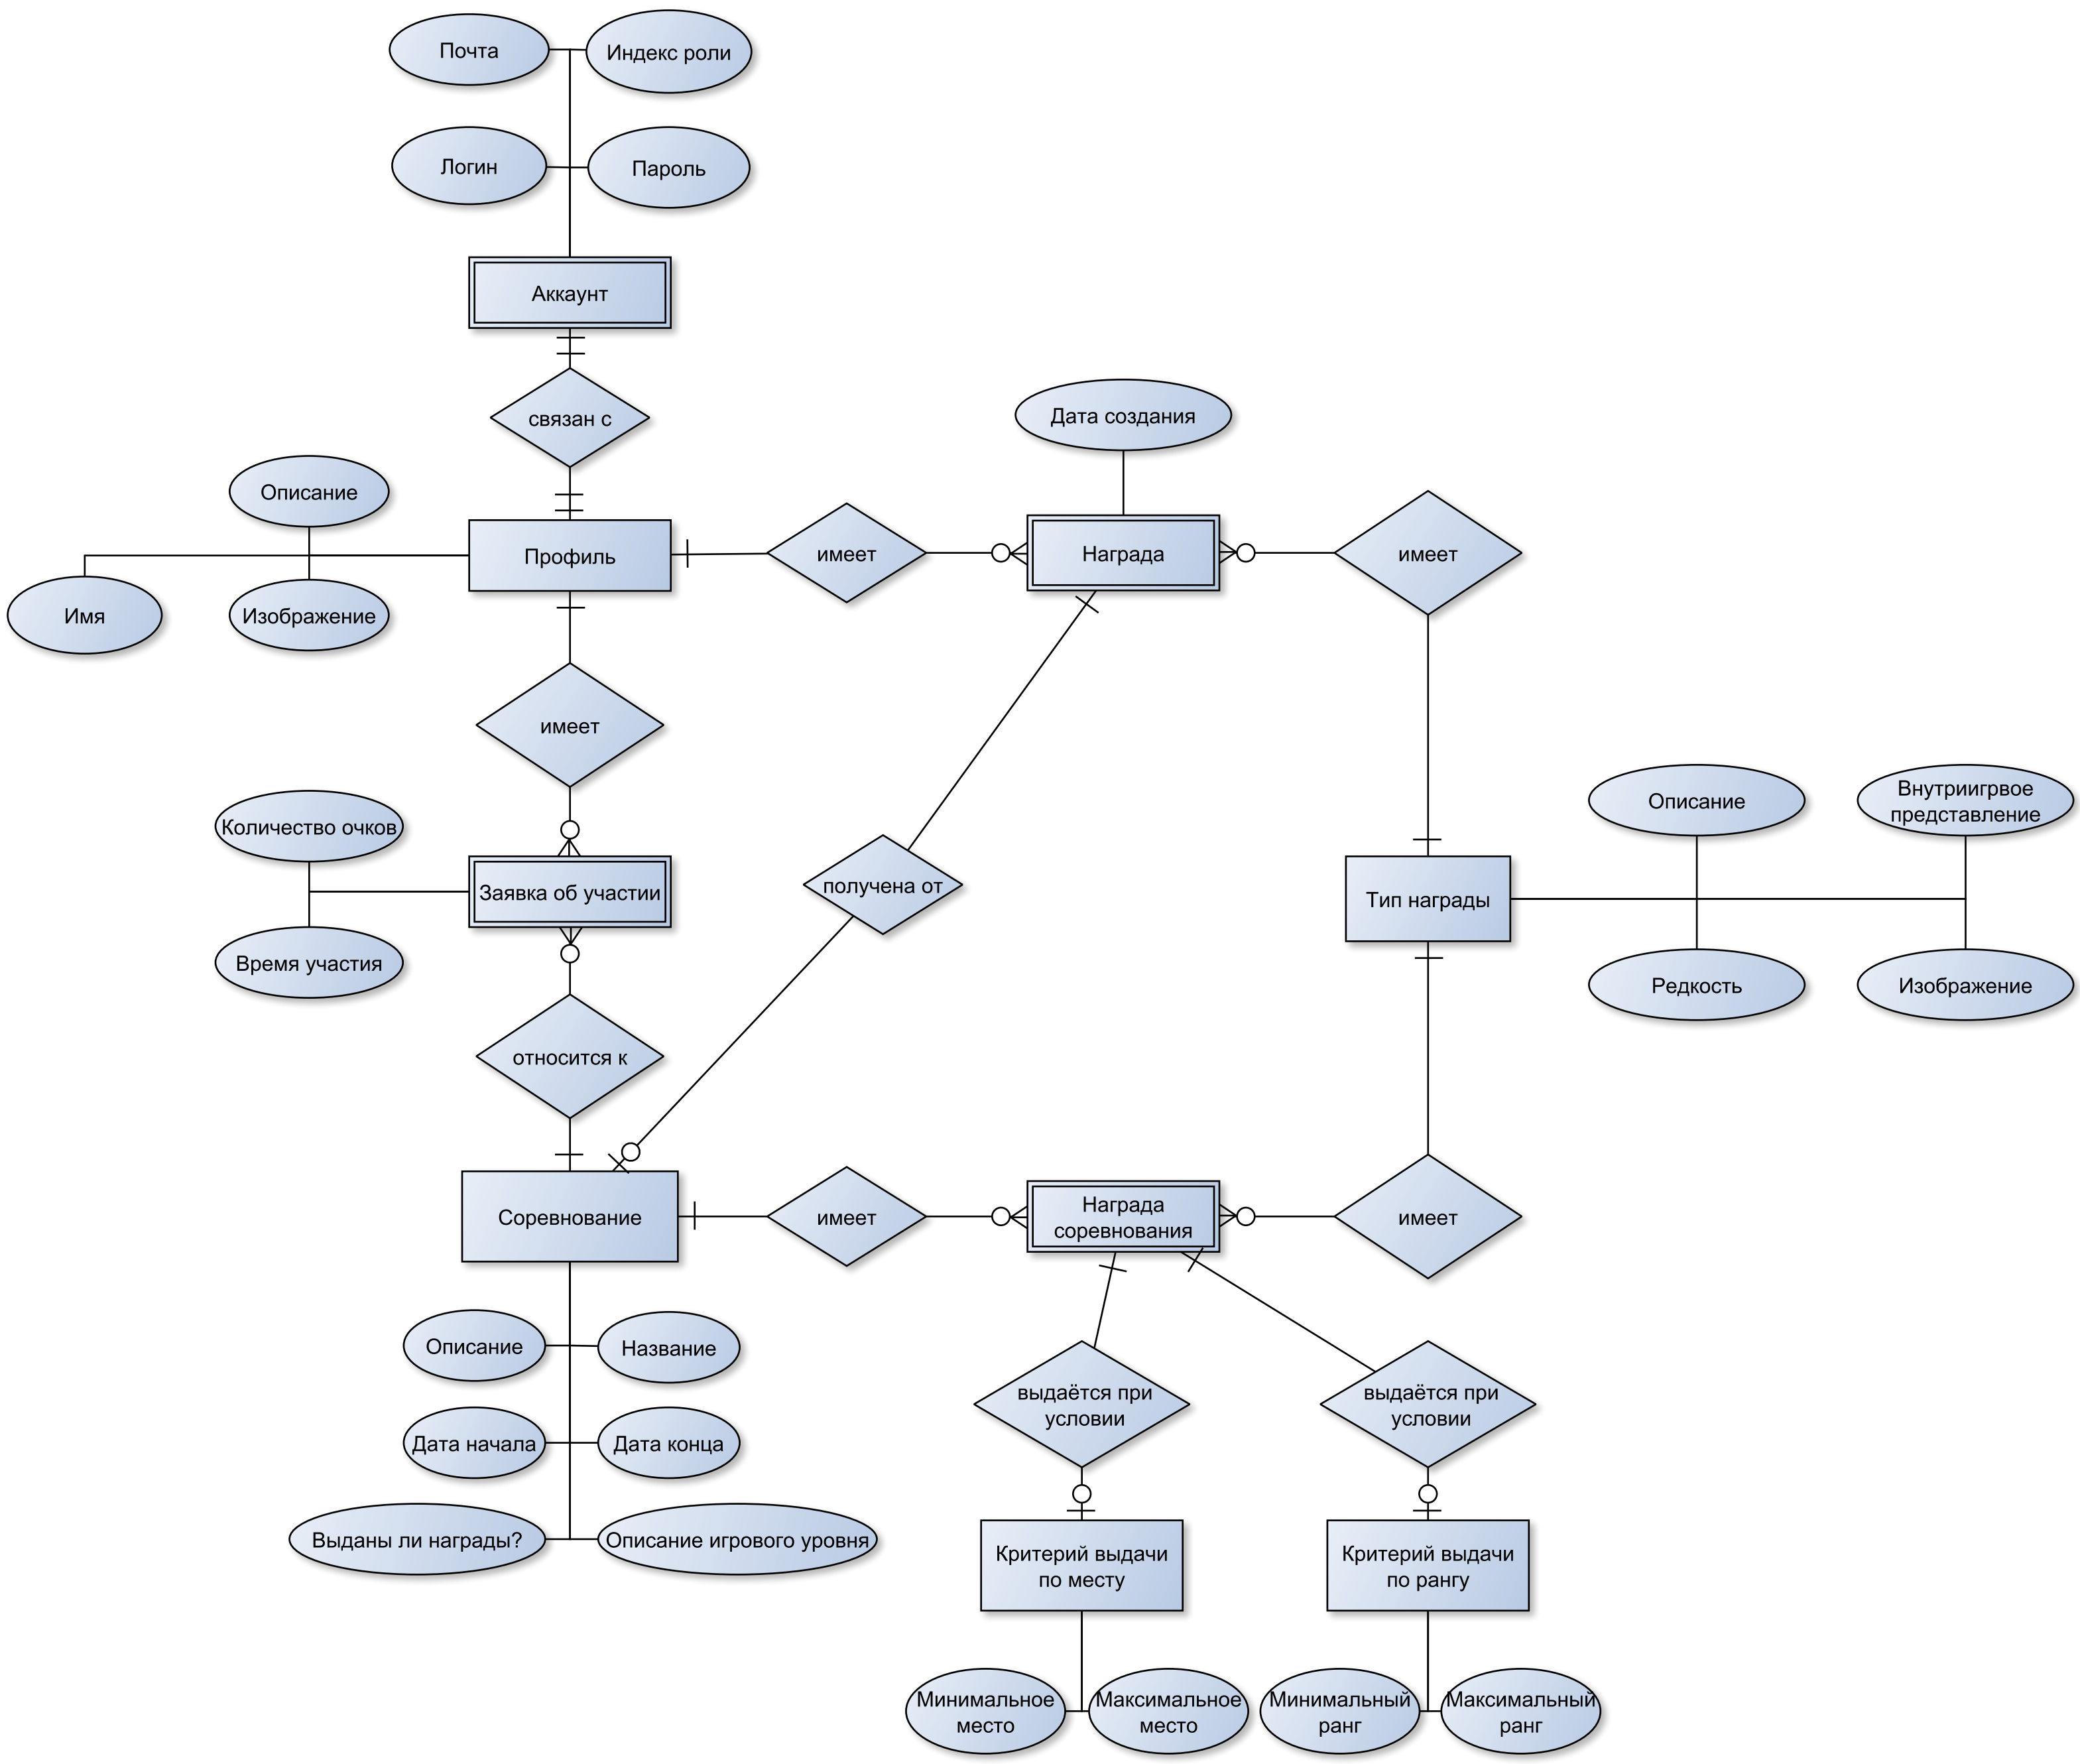 Почта
Индекс роли
Логин
Пароль
Аккаунт
связан с
Дата создания
Описание
Профиль
имеет
Награда
имеет
Имя
Изображение
имеет
Количество очков
Описание
Внутриигрвое
представление
получена от
Заявка об участии
Тип награды
Время участия
Редкость
Изображение
относится к
Соревнование
имеет
Награда
соревнования
имеет
Описание
Название
выдаётся при
условии
выдаётся при
условии
Дата начала
Дата конца
Выданы ли награды?
Описание игрового уровня
Критерий выдачи
по месту
Критерий выдачи
по рангу
Минимальное
место
Максимальное
место
Минимальный
ранг
Максимальный
ранг